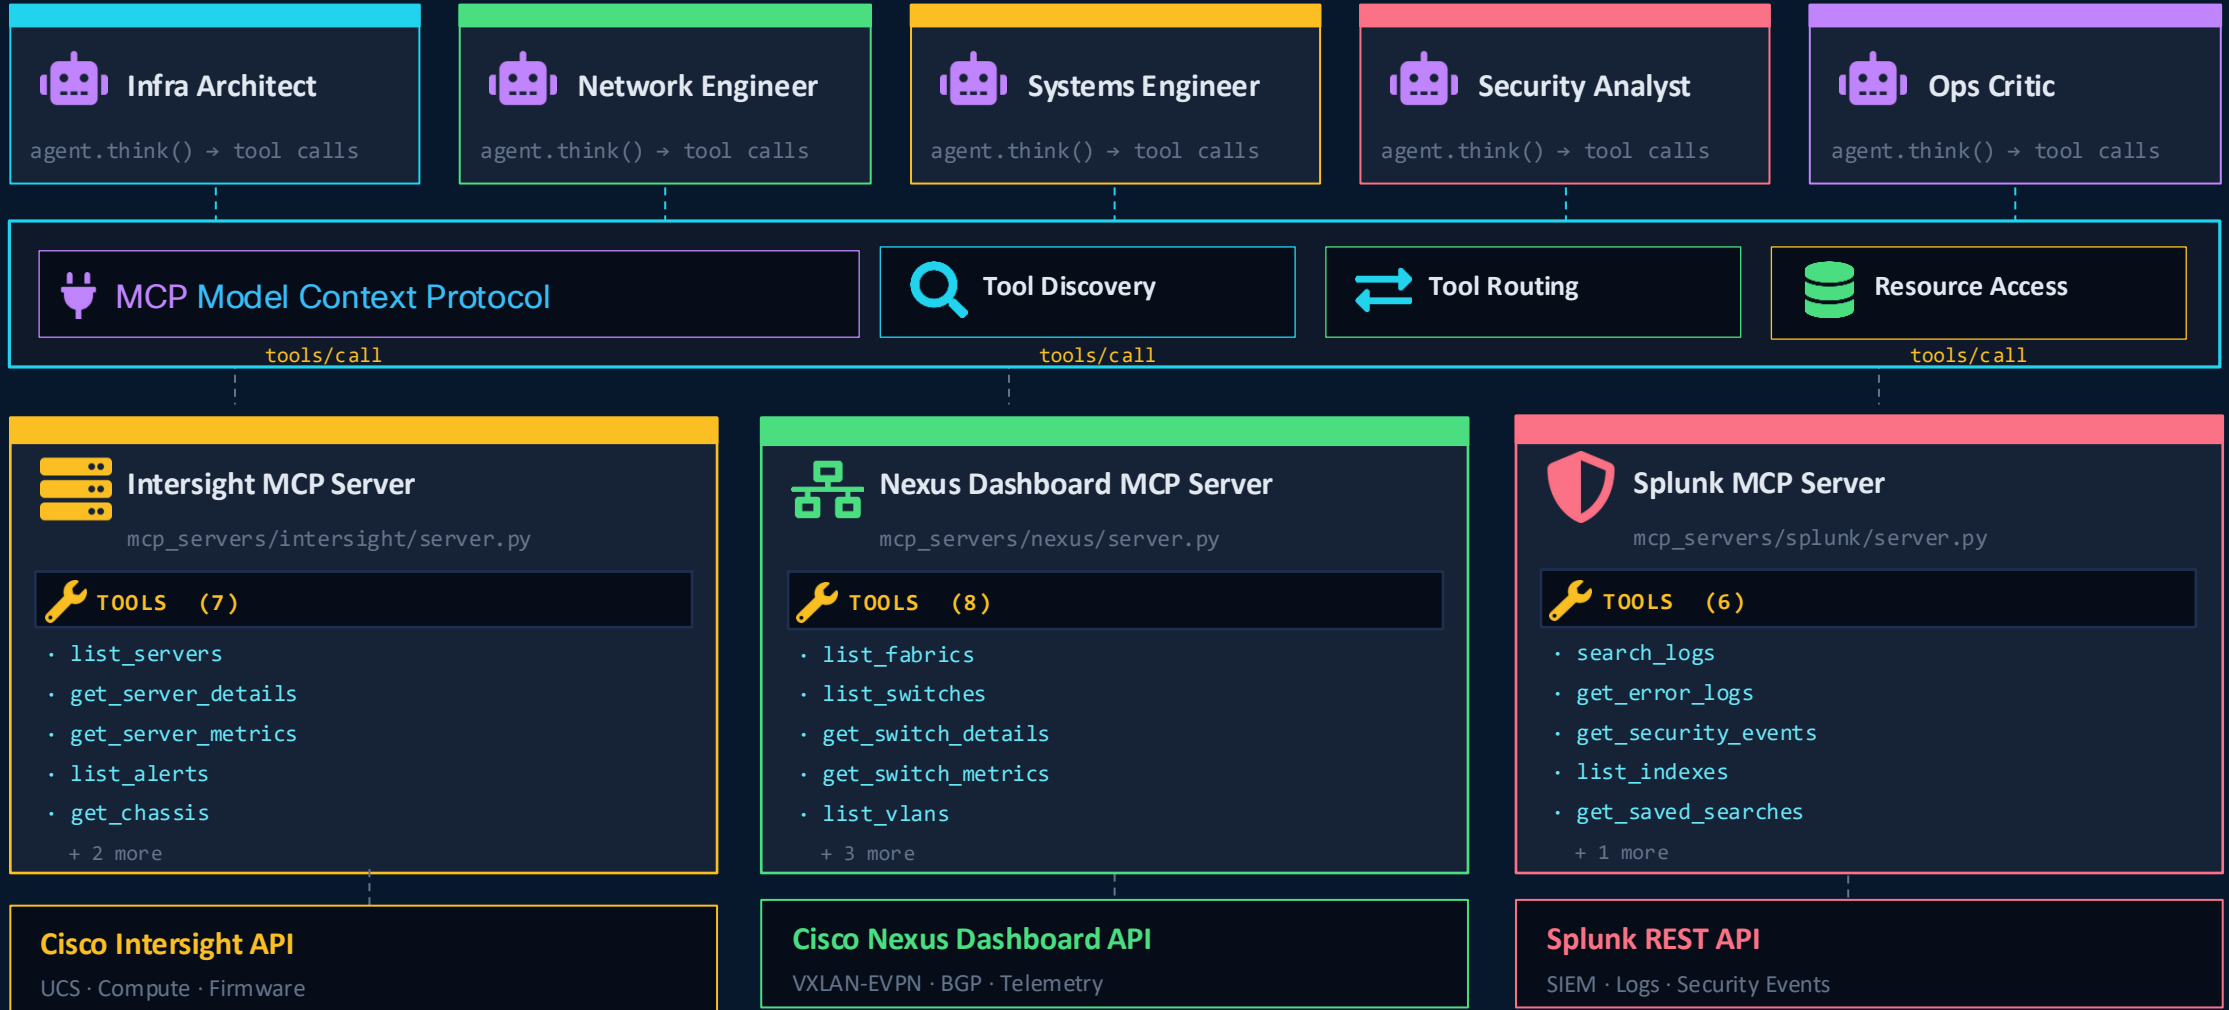 Infra Architect
agent.think() → tool calls
Network Engineer
agent.think() → tool calls
Systems Engineer
agent.think() → tool calls
Security Analyst
agent.think() → tool calls
Ops Critic
agent.think() → tool calls
MCP Model Context Protocol
Tool Discovery
Tool Routing
Resource Access
tools/call
tools/call
tools/call
Intersight MCP Server
mcp_servers/intersight/server.py
TOOLS (7)
· list_servers
· get_server_details
· get_server_metrics
· list_alerts
· get_chassis
+ 2 more
Nexus Dashboard MCP Server
mcp_servers/nexus/server.py
TOOLS (8)
· list_fabrics
· list_switches
· get_switch_details
· get_switch_metrics
· list_vlans
+ 3 more
Splunk MCP Server
mcp_servers/splunk/server.py
TOOLS (6)
· search_logs
· get_error_logs
· get_security_events
· list_indexes
· get_saved_searches
+ 1 more
Cisco Intersight API
UCS · Compute · Firmware
Cisco Nexus Dashboard API
VXLAN-EVPN · BGP · Telemetry
Splunk REST API
SIEM · Logs · Security Events